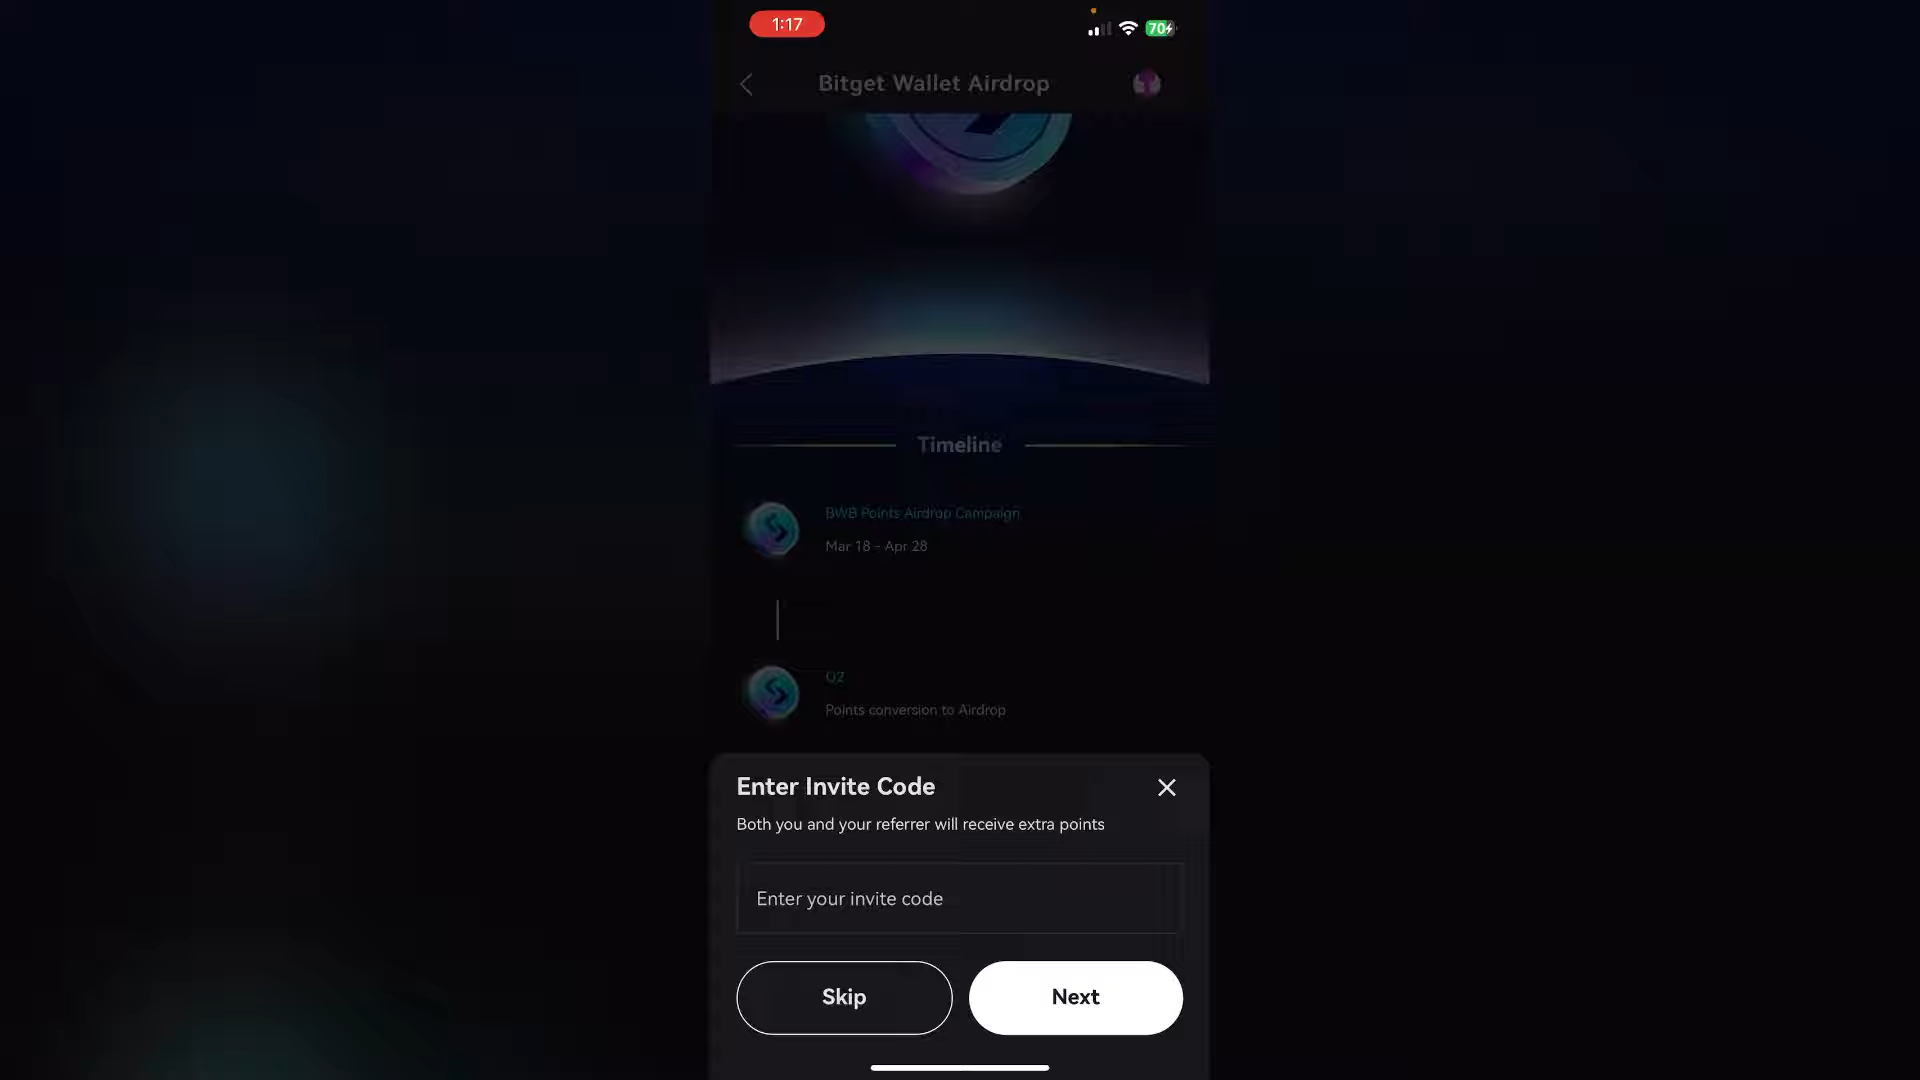 1:17
70
Bitget Wallet Airdrop
Timeline
BWB Points Airdrop Campaign
Mar 18 - Apr 28
Q2
Points conversion to Airdrop
Enter Invite Code
Both you and your referrer will receive extra points
Enter your invite code
Skip
Next